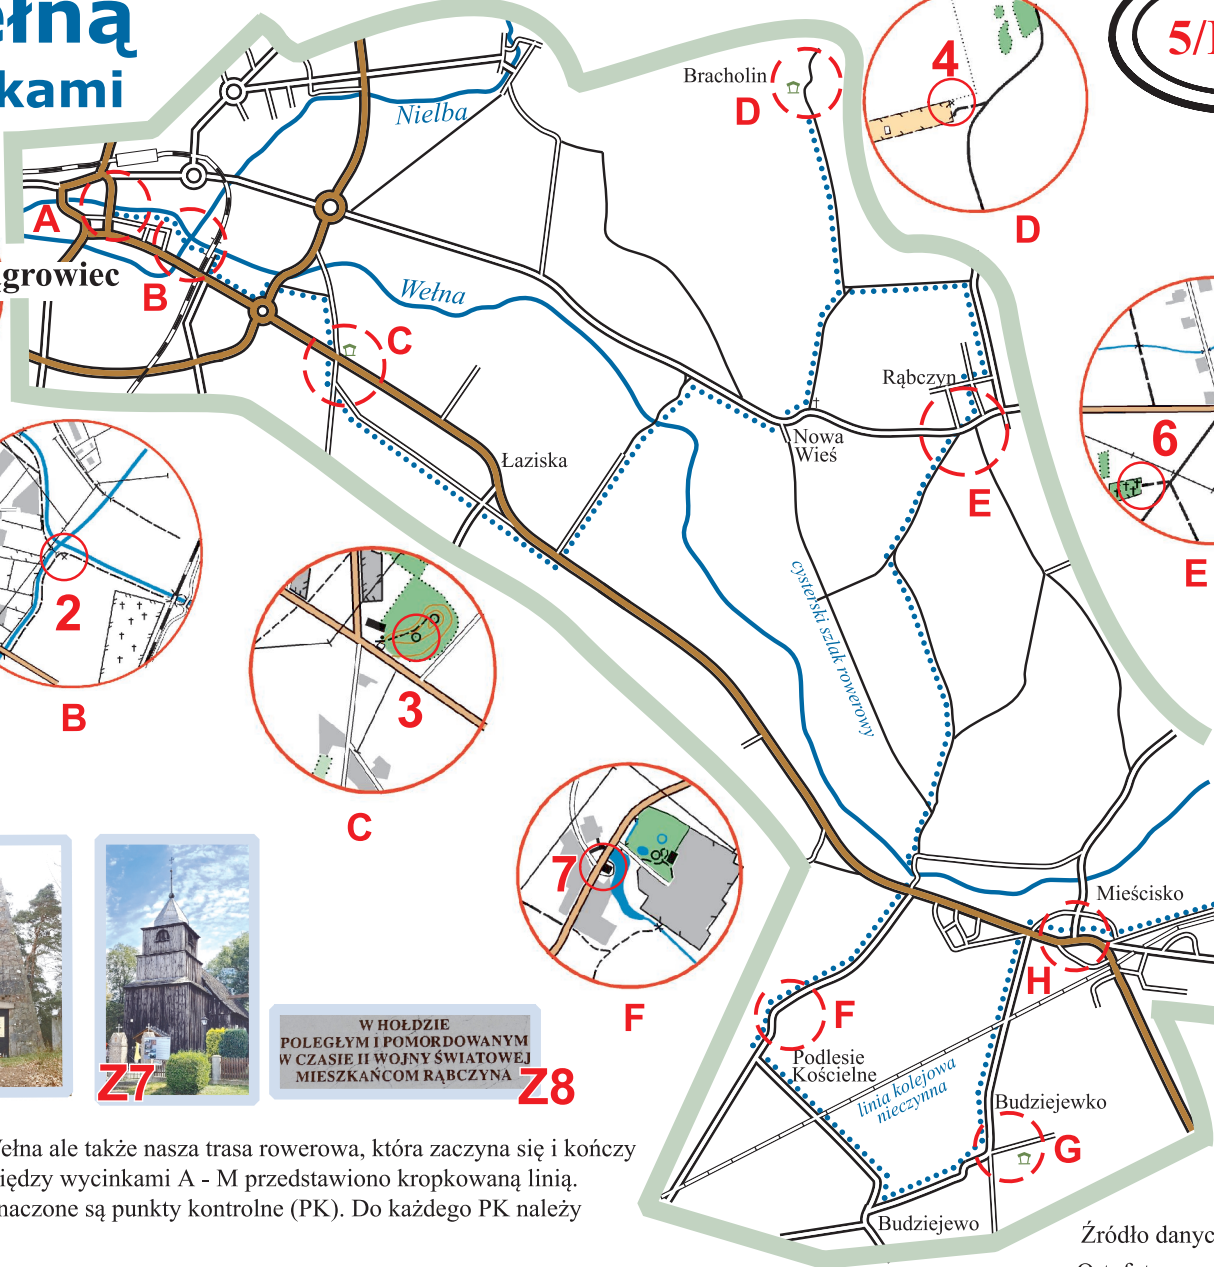 ełną
kami
5/
Nielba
Bracholin
D
4
D
A
growiec
B
Wełna
C
Rąbczyn
Nowa
Wieś
E
6
E
Łaziska
cysterski szlak rowerowy
2
B
3
C
7
F
Mieścisko
H
F
Podlesie
Kościelne
linia kolejowa
nieczynna
Budziejewko
G
Budziejewo
Z7
W HOŁDZIE
POLEGŁYM I POMORDOWANYM
W CZASIE II WOJNY ŚWIATOWEJ
MIESZKAŃCOM RĄBCZYNA
Z8
Wełna ale także nasza trasa rowerowa, która zaczyna się i kończy
iędzy wycinkami A - M przedstawiono kropkowaną linią.
naczone są punkty kontrolne (PK). Do każdego PK należy
Źródło danyc